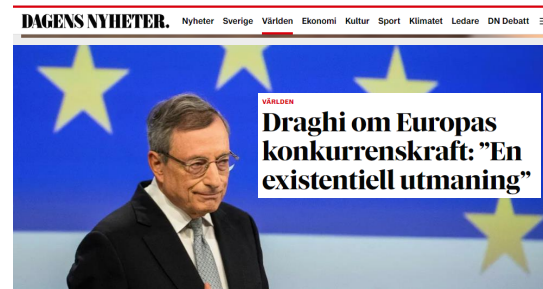 DAGENS NYHETER.
Nyheter Sverige Världen Ekonomi Kultur Sport Klimatet Ledare DN Debatt
VÄRLDEN
Draghi om Europas
konkurrenskraft: ”En
existentiell utmaning”